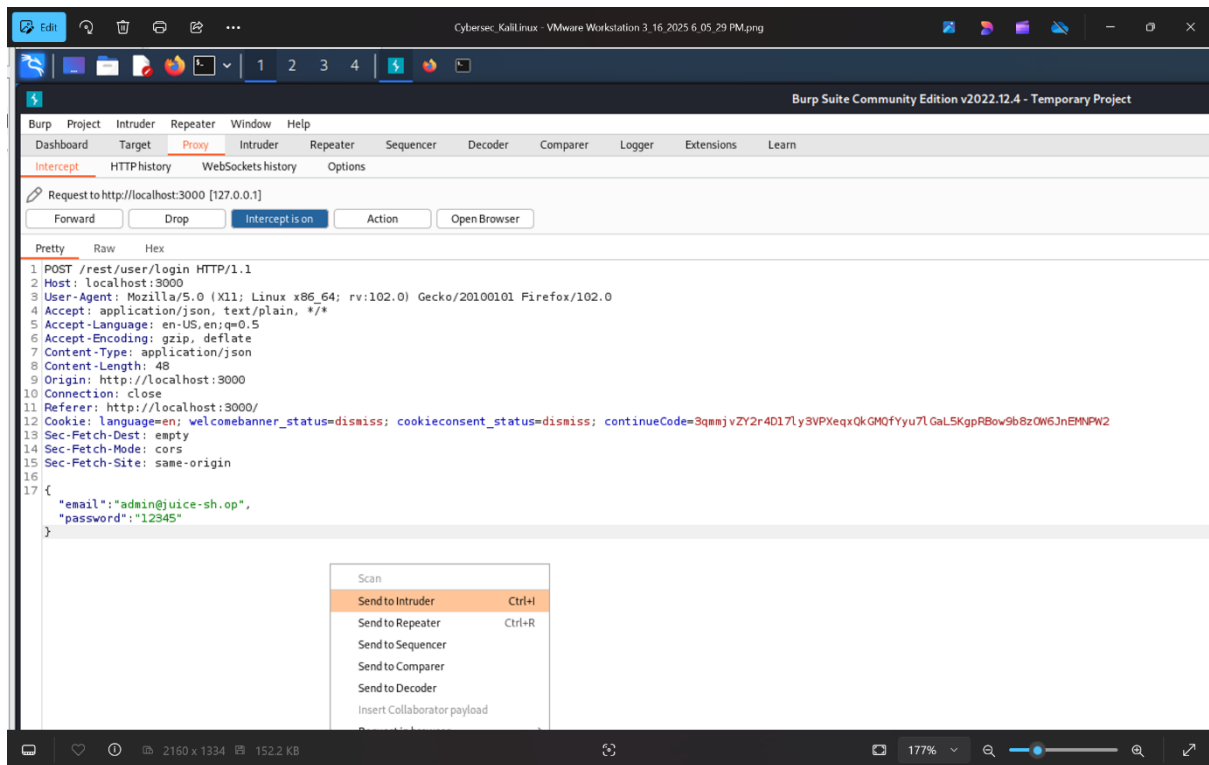 Edit
Cybersec_KaliLinux - VMware Workstation 3_16_2025 6_05_29 PM.png
1 2 3 4
Burp Suite Community Edition v2022.12.4 - Temporary Project
Burp Project Intruder Repeater Window Help
Dashboard Target Proxy Intruder Repeater Sequencer Decoder Comparer Logger Extensions Learn
Intercept HTTP history WebSockets history Options
Request to http://localhost:3000 [127.0.0.1]
Forward Drop Intercept is on Action Open Browser
Pretty Raw Hex
1 POST /rest/user/login HTTP/1.1
2 Host: localhost:3000
3 User-Agent: Mozilla/5.0 (X11; Linux x86_64; rv:102.0) Gecko/20100101 Firefox/102.0
4 Accept: application/json, text/plain, */*
5 Accept-Language: en-US,en;q=0.5
6 Accept-Encoding: gzip, deflate
7 Content-Type: application/json
8 Content-Length: 48
9 Origin: http://localhost:3000
10 Connection: close
11 Referer: http://localhost:3000/
12 Cookie: language=en; welcomebanner_status=dismiss; cookieconsent_status=dismiss; continueCode=3qmmjvZY2r4D17ly3VPXeqxQkGMQfYyu7lGaL5KgpRBow9b8zOW6JnEMNPW2
13 Sec-Fetch-Dest: empty
14 Sec-Fetch-Mode: cors
15 Sec-Fetch-Site: same-origin
16
17 {
"email":"admin@juice-sh.op",
"password":"12345"
}
Scan
Send to Intruder Ctrl+I
Send to Repeater Ctrl+R
Send to Sequencer
Send to Comparer
Send to Decoder
Insert Collaborator payload
2160 x 1334 152.2 KB 177%